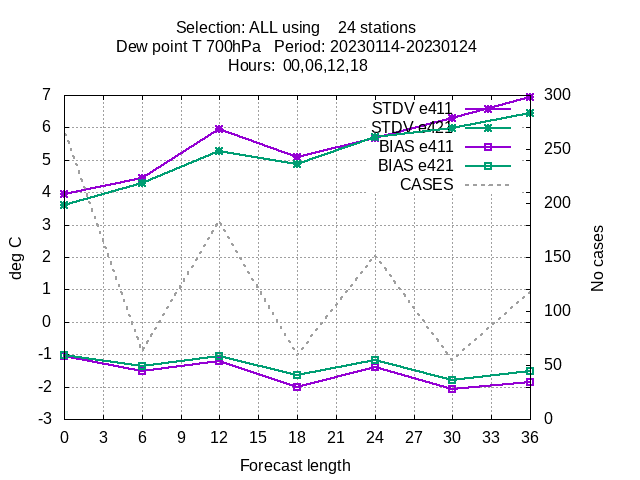 Selection: ALL using    24 stations
Dew point T 700hPa   Period: 20230114-20230124
Hours:  00,06,12,18
STDV e411
STDV e421
BIAS e411
BIAS e421
CASES
deg C
7
6
5
4
3
2
1
0
-1
-2
-3
No cases
300
250
200
150
100
50
0
0 3 6 9 12 15 18 21 24 27 30 33 36
Forecast length